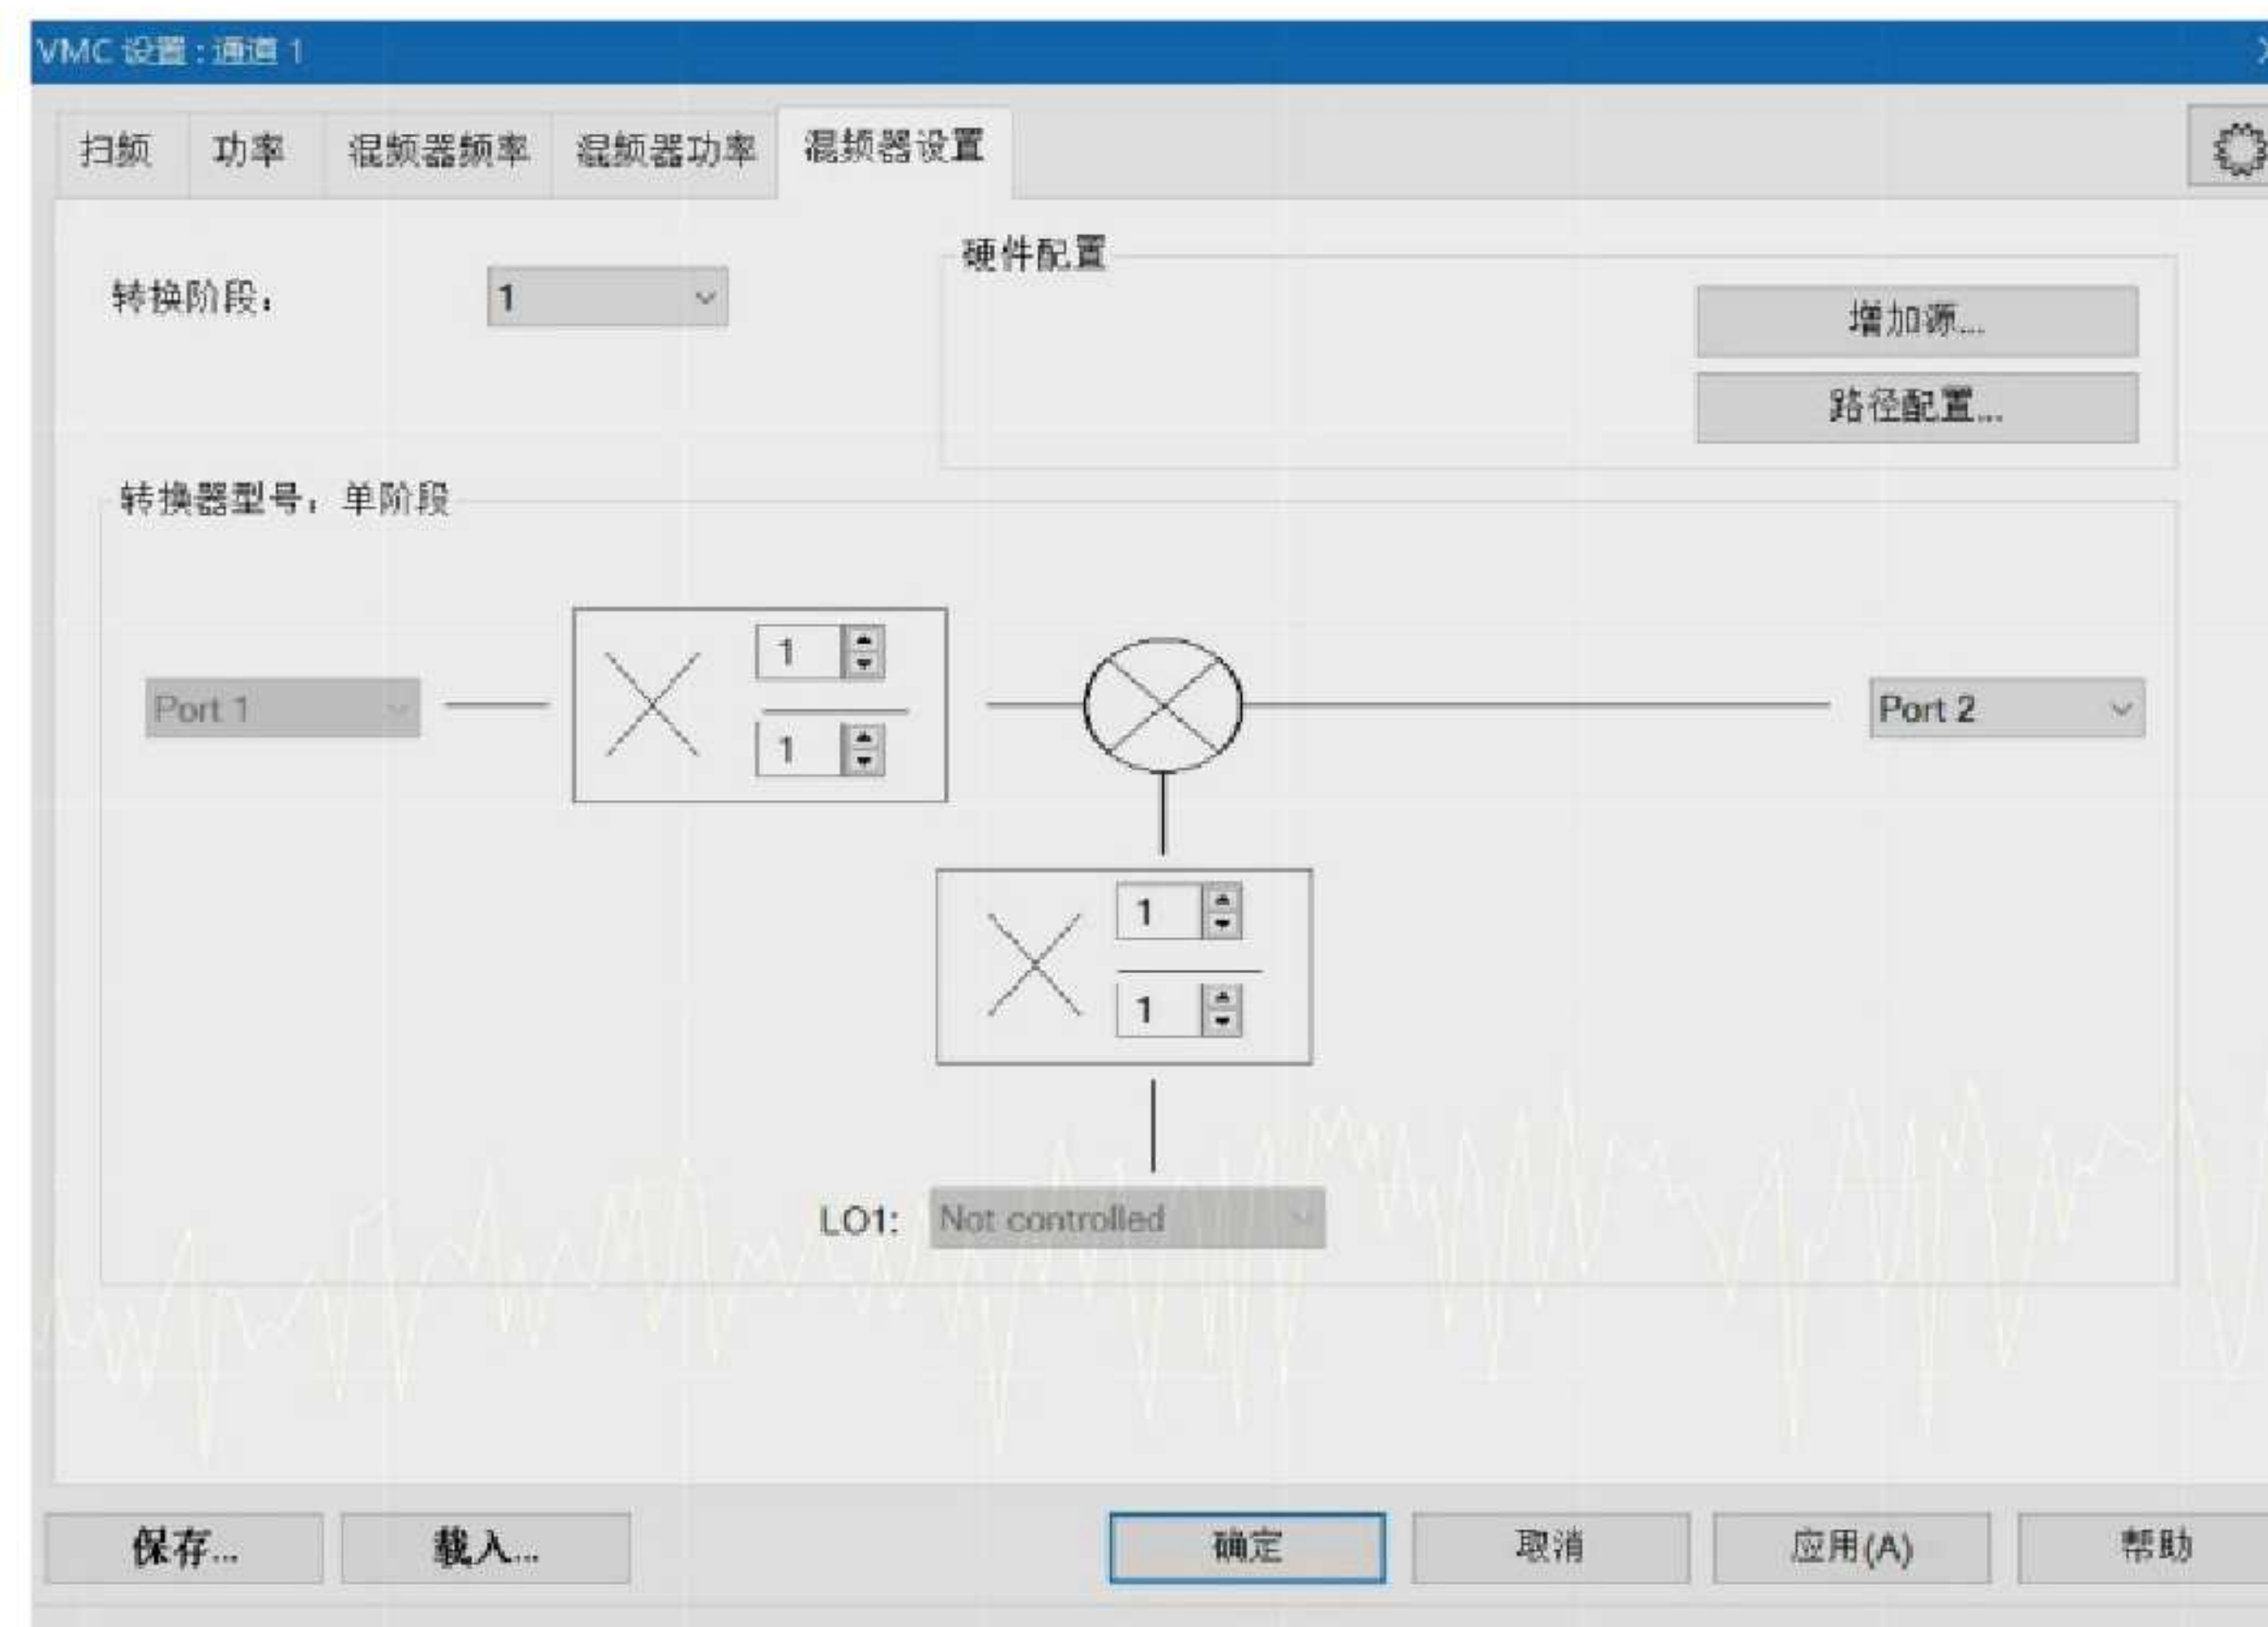 VMC 设置 : 通道 1
扫频 功率 混频器频率 混频器功率 混频器设置
硬件配置
转换阶段： 1
增加源...
路径配置...
转换器型号：单阶段
1
Port 1
Port 2
1
1
1
LO1: Not controlled
保存... 载入... 确定 取消 应用(A) 帮助